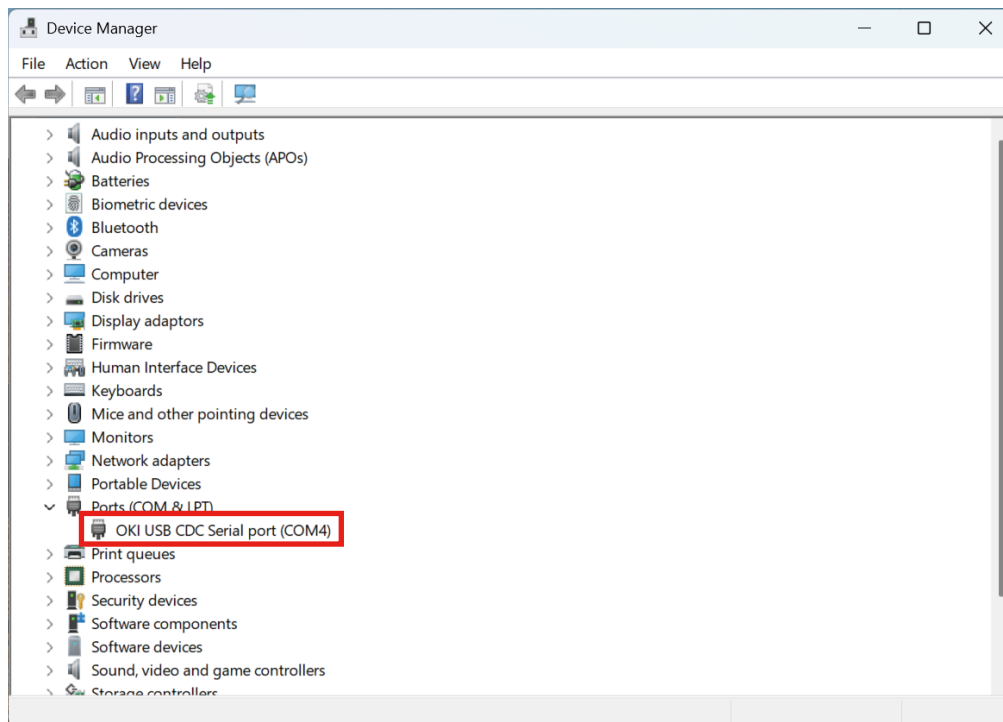 Device Manager
File Action View Help
Audio inputs and outputs
Audio Processing Objects (APOs)
Batteries
Biometric devices
Bluetooth
Cameras
Computer
Disk drives
Display adaptors
Firmware
Human Interface Devices
Keyboards
Mice and other pointing devices
Monitors
Network adapters
Portable Devices
Ports (COM & LPT)
OKI USB CDC Serial port (COM4)
Print queues
Processors
Security devices
Software components
Software devices
Sound, video and game controllers
Storage controllers